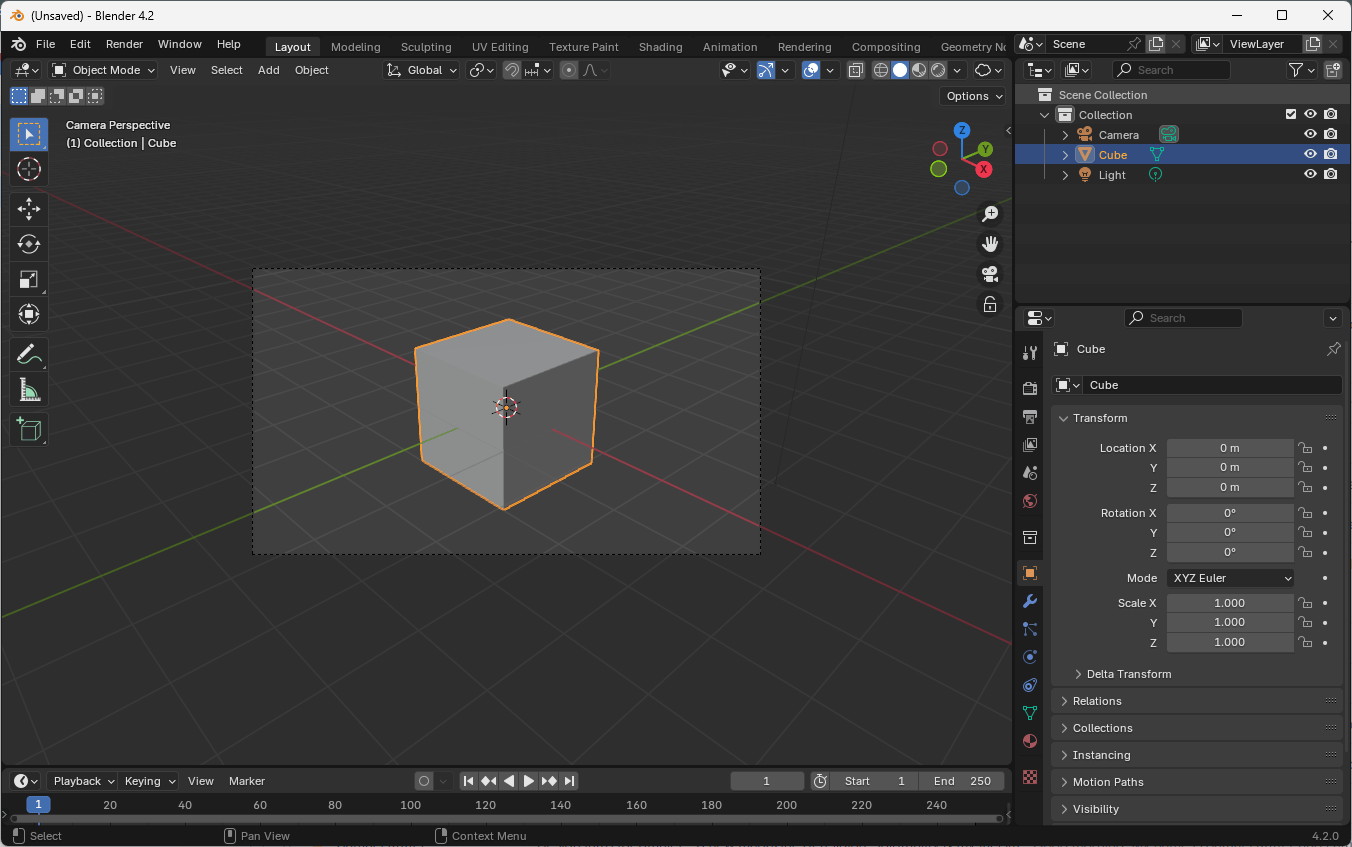 (Unsaved) - Blender 4.2
File Edit Render Window Help Layout Modeling Sculpting UV Editing Texture Paint Shading Animation Rendering Compositing Geometry No Scene ViewLayer
Object Mode View Select Add Object Global Search
Options
Camera Perspective
(1) Collection | Cube
Z
Y
X
Scene Collection
Collection
Camera
Cube
Light
Search
Cube
Cube
Transform
Location X 0 m
Y 0 m
Z 0 m
Rotation X 0°
Y 0°
Z 0°
Mode XYZ Euler
Scale X 1.000
Y 1.000
Z 1.000
Delta Transform
Relations
Collections
Instancing
Motion Paths
Visibility
Playback Keying View Marker 1 Start 1 End 250
1 20 40 60 80 100 120 140 160 180 200 220 240
Select Pan View Context Menu 4.2.0